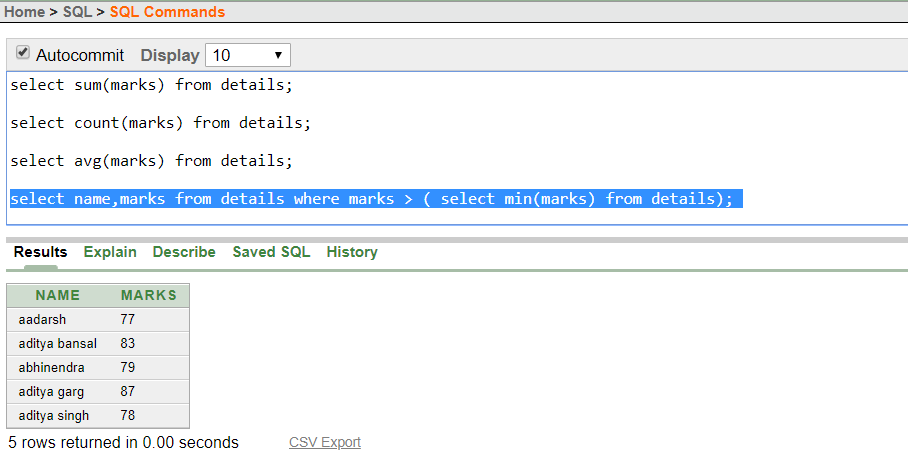 Home > SQL > SQL Commands
Autocommit Display 10
select sum(marks) from details;
select count(marks) from details;
select avg(marks) from details;
select name,marks from details where marks > ( select min(marks) from details);
Results Explain Describe Saved SQL History
NAME MARKS
aadarsh 77
aditya bansal 83
abhinendra 79
aditya garg 87
aditya singh 78
5 rows returned in 0.00 seconds CSV Export